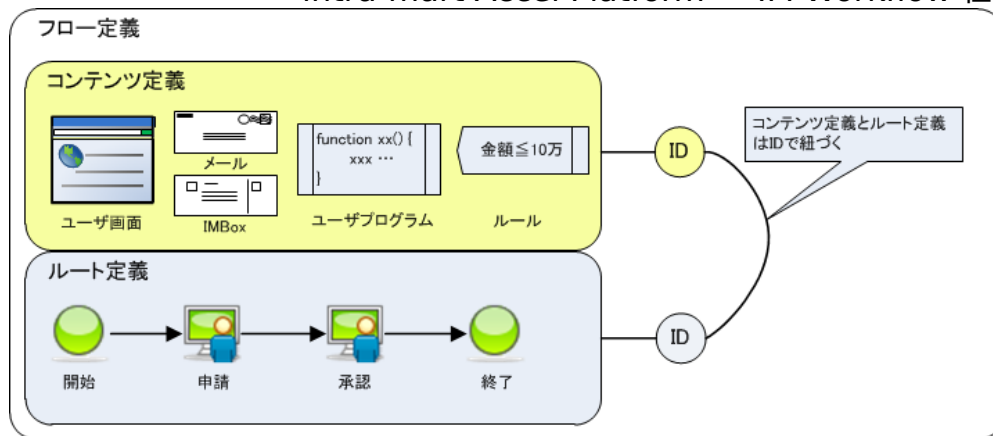 フロー定義
コンテンツ定義
function xx() {
xxx …
}
金額≦10万
メール
ユーザ画面
IMBox
ユーザプログラム
ルール
ID
コンテンツ定義とルート定義
はIDで紐づく
ルート定義
開始
申請
承認
終了
ID